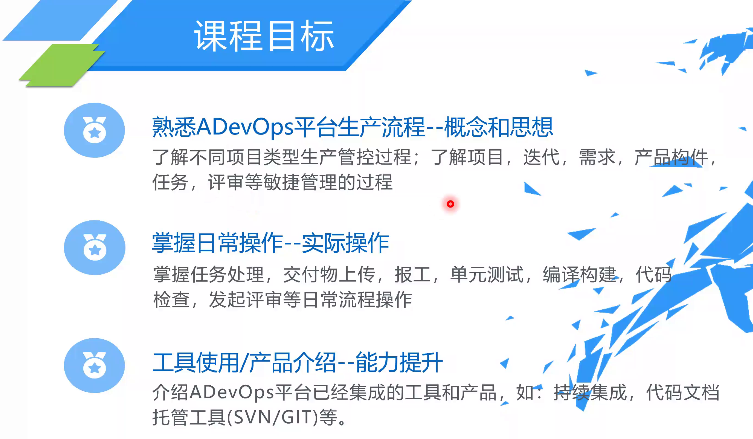 课程目标
熟悉ADevOps平台生产流程--概念和思想
了解不同项目类型生产管控过程；了解项目，迭代，需求，产品构件，
任务，评审等敏捷管理的过程
掌握日常操作--实际操作
掌握任务处理，交付物上传，报工，单元测试，编译构建，代码
检查，发起评审等日常流程操作
工具使用/产品介绍--能力提升
介绍ADevOps平台已经集成的工具和产品，如：持续集成，代码文档
托管工具(SVN/GIT)等。